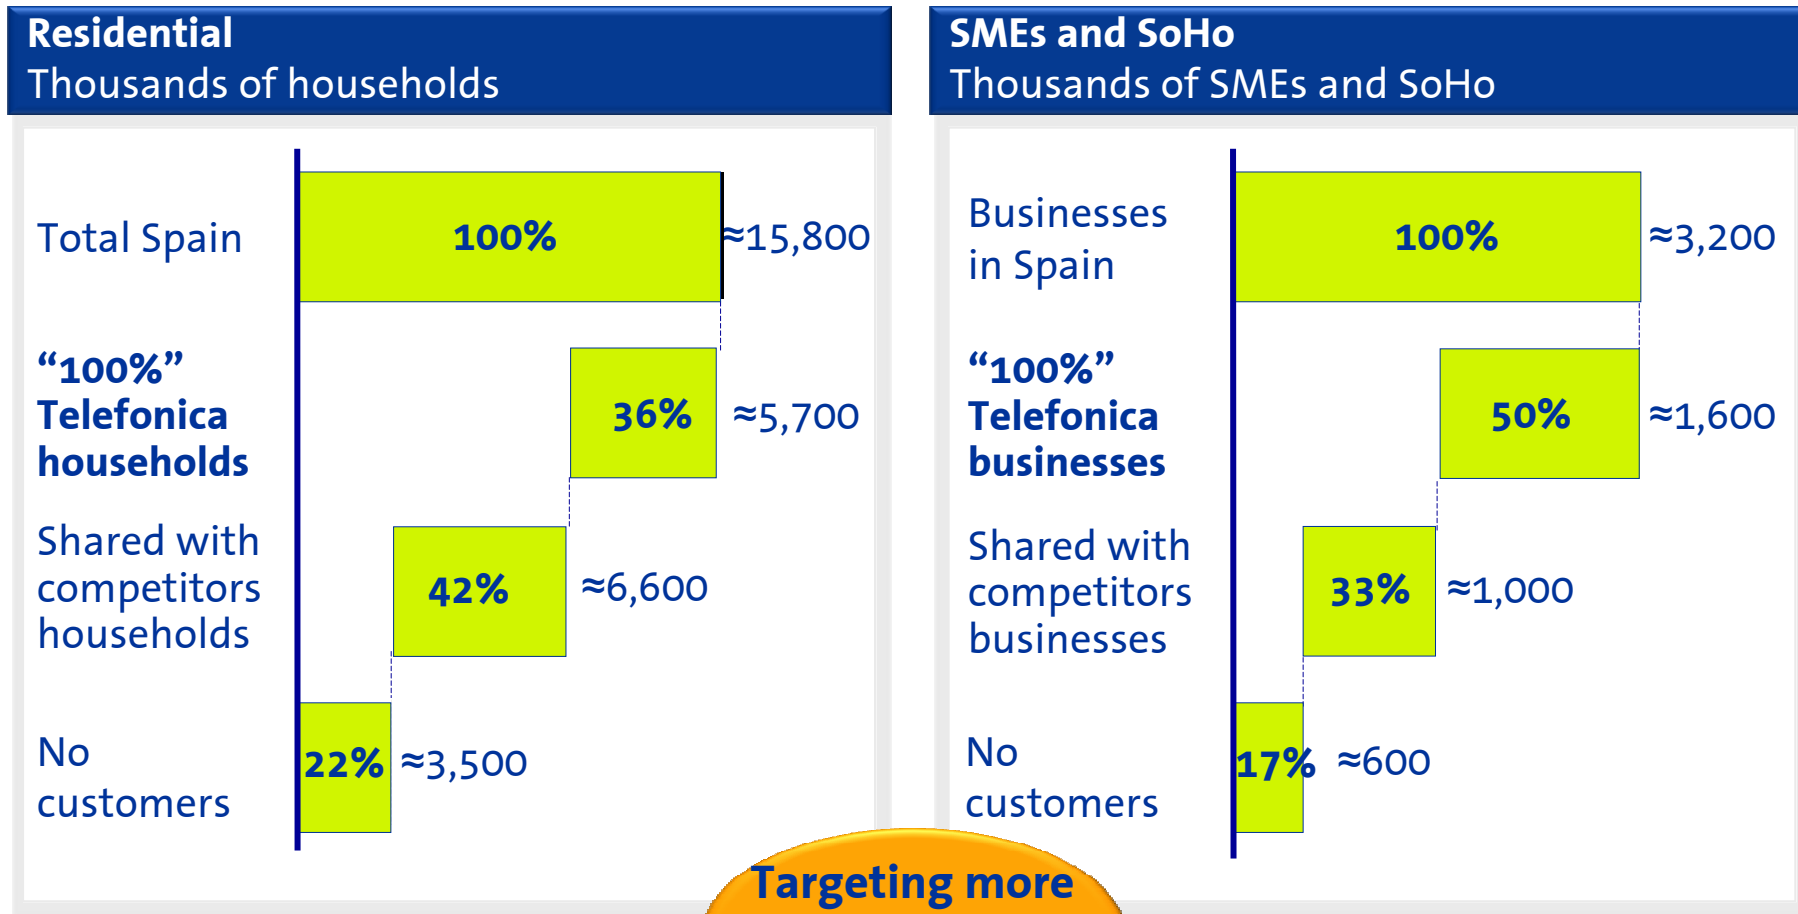 Residential
Thousands of households
Total Spain
100%
≈15,800
“100%”
Telefonica
households
36%
≈5,700
Shared with
competitors
households
42%
≈6,600
No
customers
22%
≈3,500
SMEs and SoHo
Thousands of SMEs and SoHo
Businesses
in Spain
100%
≈3,200
“100%”
Telefonica
businesses
50%
≈1,600
Shared with
competitors
businesses
33%
≈1,000
No
customers
17%
≈600
Targeting more